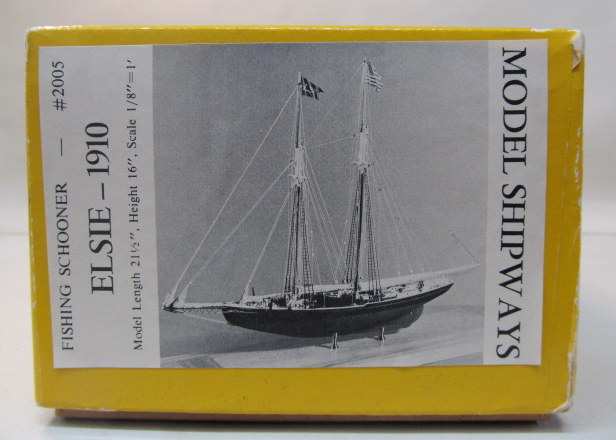 FISHING SCHOONER — #2005
ELSIE – 1910
Model Length 21½", Height 16", Scale 1/8"=1'
MODEL SHIPWAYS